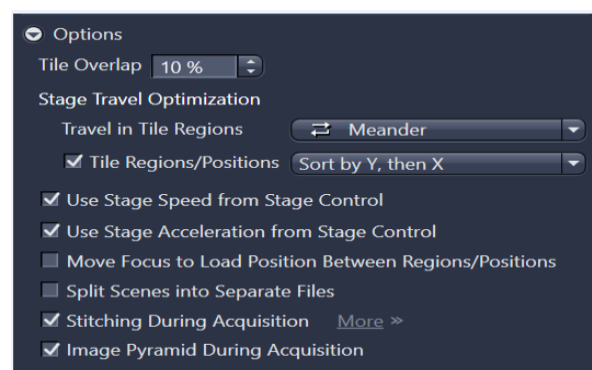 Options
Tile Overlap 10 %
Stage Travel Optimization
Travel in Tile Regions Meander
Tile Regions/Positions Sort by Y, then X
Use Stage Speed from Stage Control
Use Stage Acceleration from Stage Control
Move Focus to Load Position Between Regions/Positions
Split Scenes into Separate Files
Stitching During Acquisition More »
Image Pyramid During Acquisition